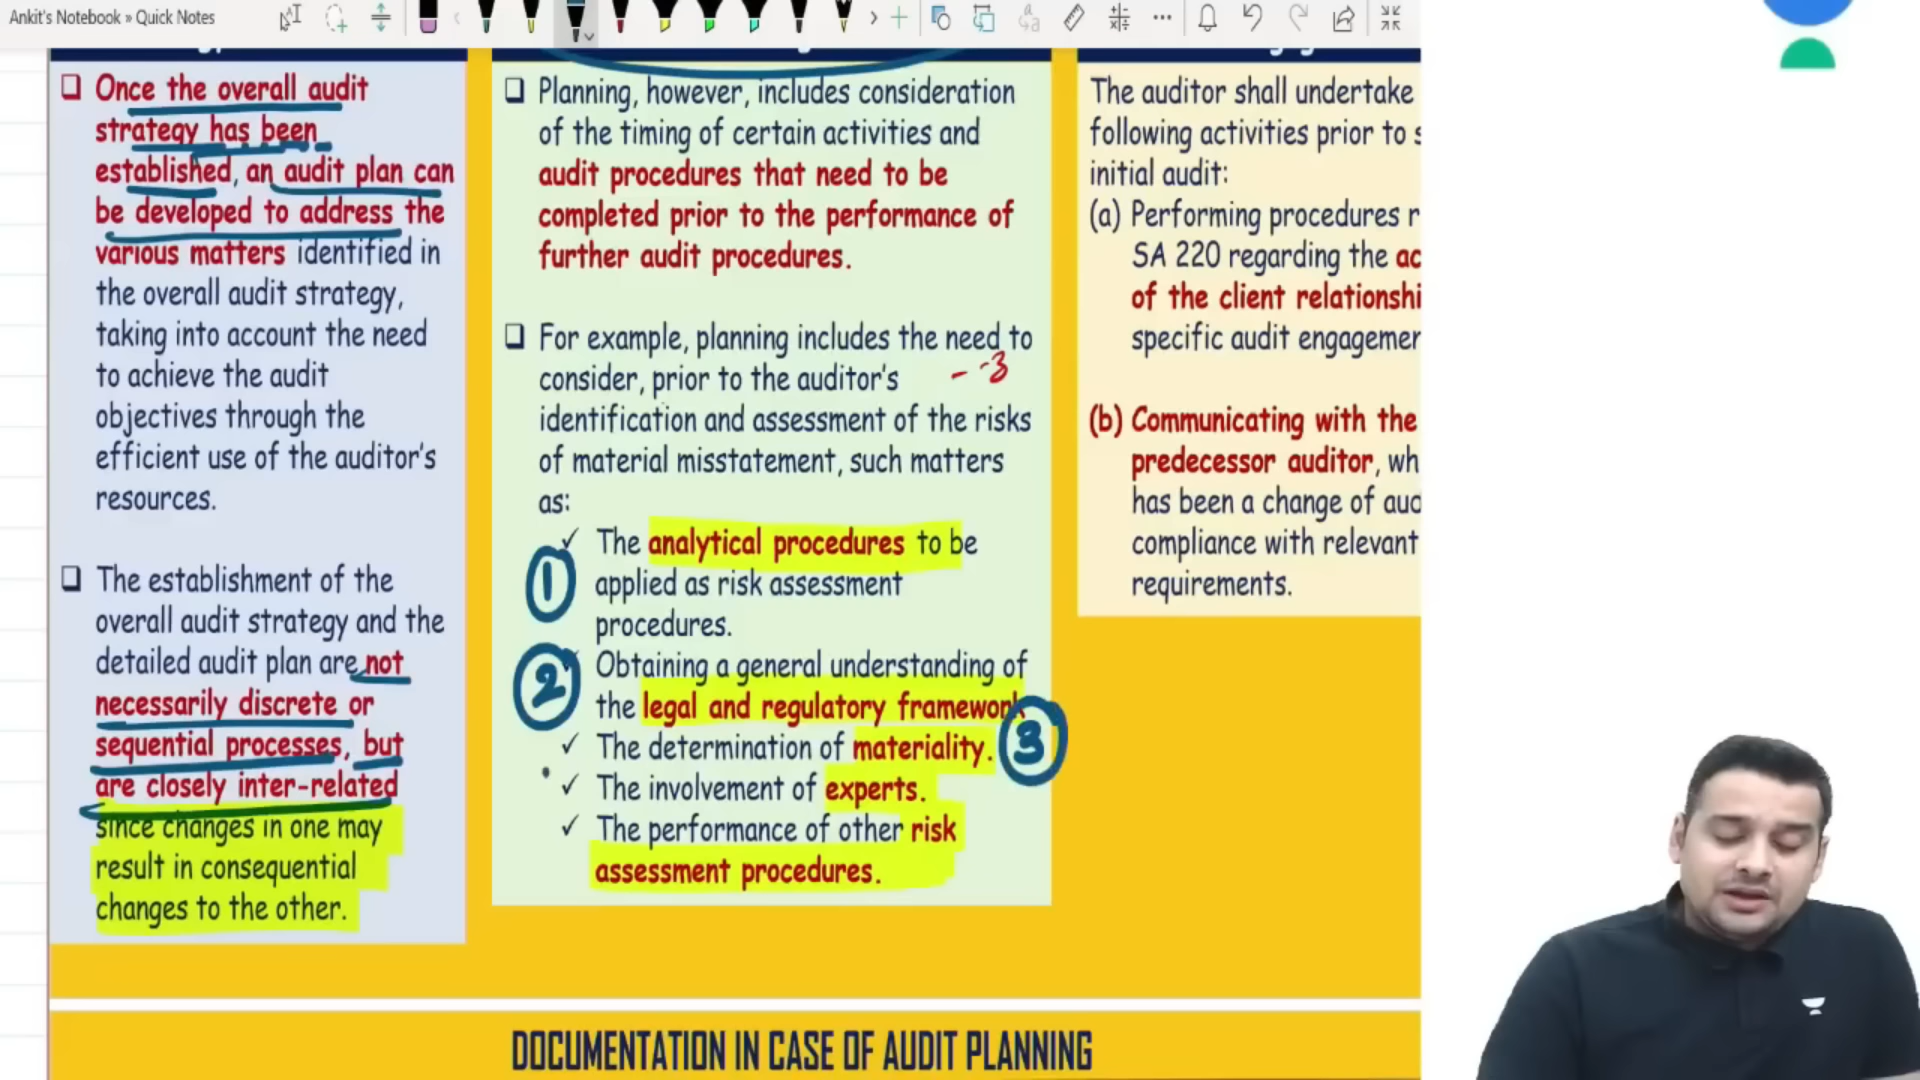 Ankit's Notebook » Quick Notes
Once the overall audit
strategy has been
established, an audit plan can
be developed to address the
various matters identified in
the overall audit strategy,
taking into account the need
to achieve the audit
objectives through the
efficient use of the auditor's
resources.
The establishment of the
overall audit strategy and the
detailed audit plan are not
necessarily discrete or
sequential processes, but
are closely inter-related
since changes in one may
result in consequential
changes to the other.
Planning, however, includes consideration
of the timing of certain activities and
audit procedures that need to be
completed prior to the performance of
further audit procedures.
For example, planning includes the need to
consider, prior to the auditor's - 3
identification and assessment of the risks
of material misstatement, such matters
as:
✓ The analytical procedures to be
1 applied as risk assessment
procedures.
2 Obtaining a general understanding of
the legal and regulatory framework
✓ The determination of materiality. 3
✓ The involvement of experts.
✓ The performance of other risk
assessment procedures.
The auditor shall undertake
following activities prior to s
initial audit:
(a) Performing procedures r
SA 220 regarding the ac
of the client relationshi
specific audit engagemer
(b) Communicating with the
predecessor auditor, wh
has been a change of aud
compliance with relevant
requirements.
DOCUMENTATION IN CASE OF AUDIT PLANNING